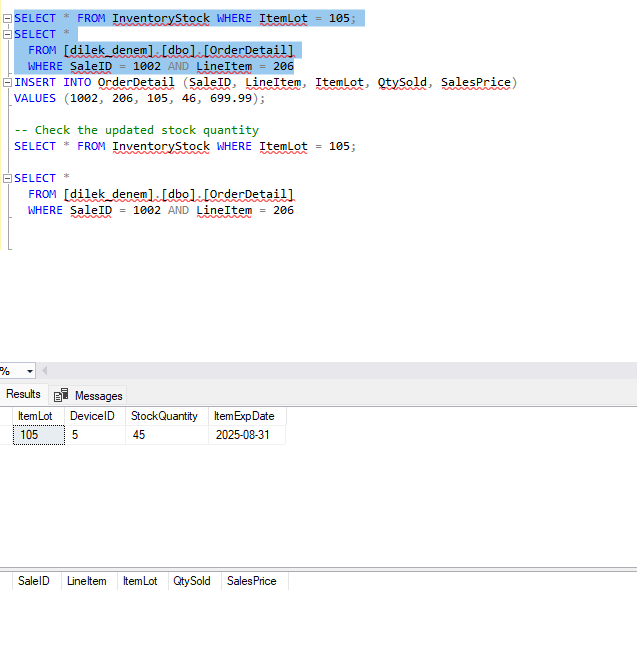 SELECT * FROM InventoryStock WHERE ItemLot = 105;
SELECT *
FROM [dilek_denem].[dbo].[OrderDetail]
WHERE SaleID = 1002 AND LineItem = 206
INSERT INTO OrderDetail (SaleID, LineItem, ItemLot, QtySold, SalesPrice)
VALUES (1002, 206, 105, 46, 699.99);
-- Check the updated stock quantity
SELECT * FROM InventoryStock WHERE ItemLot = 105;
SELECT *
FROM [dilek_denem].[dbo].[OrderDetail]
WHERE SaleID = 1002 AND LineItem = 206
%
Results Messages
ItemLot DeviceID StockQuantity ItemExpDate
105 5 45 2025-08-31
SaleID LineItem ItemLot QtySold SalesPrice